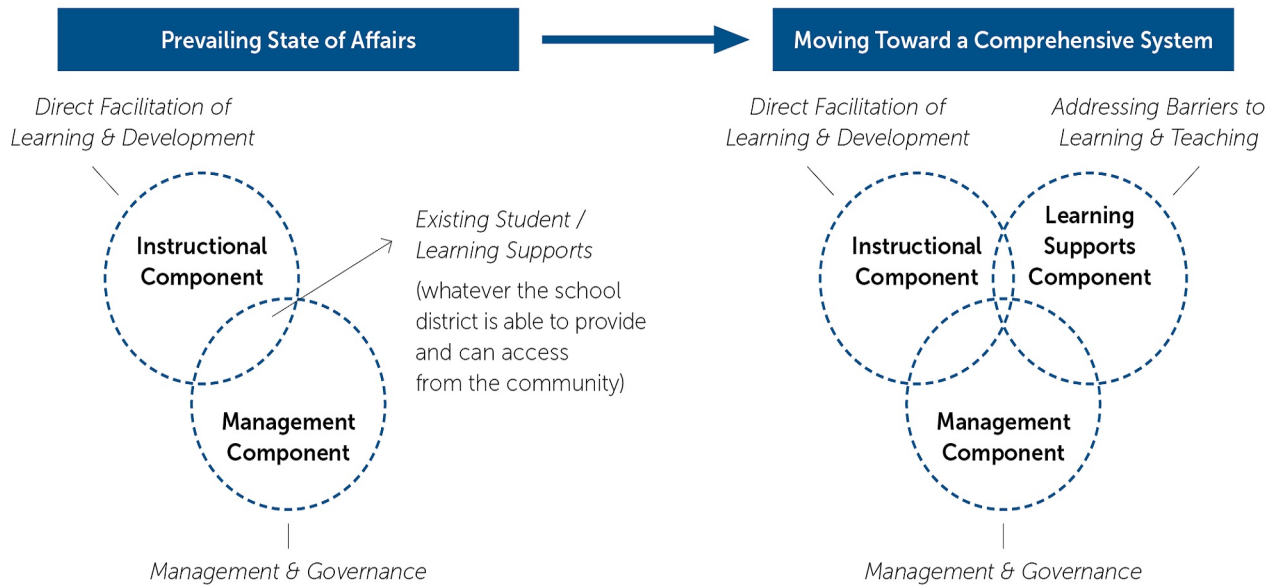 Prevailing State of Affairs
Moving Toward a Comprehensive System
Direct Facilitation of
Learning & Development
Instructional
Component
Existing Student /
Learning Supports
(whatever the school
district is able to provide
and can access
from the community)
Management
Component
Management & Governance
Direct Facilitation of
Learning & Development
Addressing Barriers to
Learning & Teaching
Instructional
Component
Learning
Supports
Component
Management
Component
Management & Governance